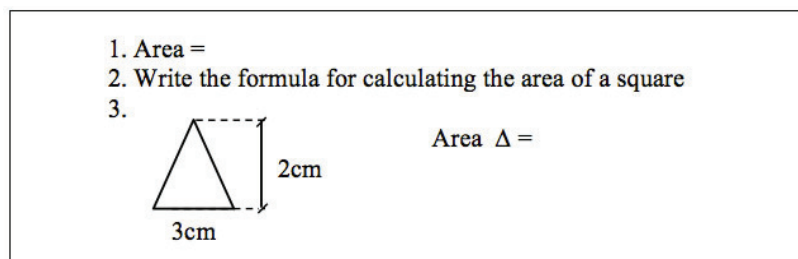 1. Area =
2. Write the formula for calculating the area of a square
3.
Area Δ =
2cm
3cm